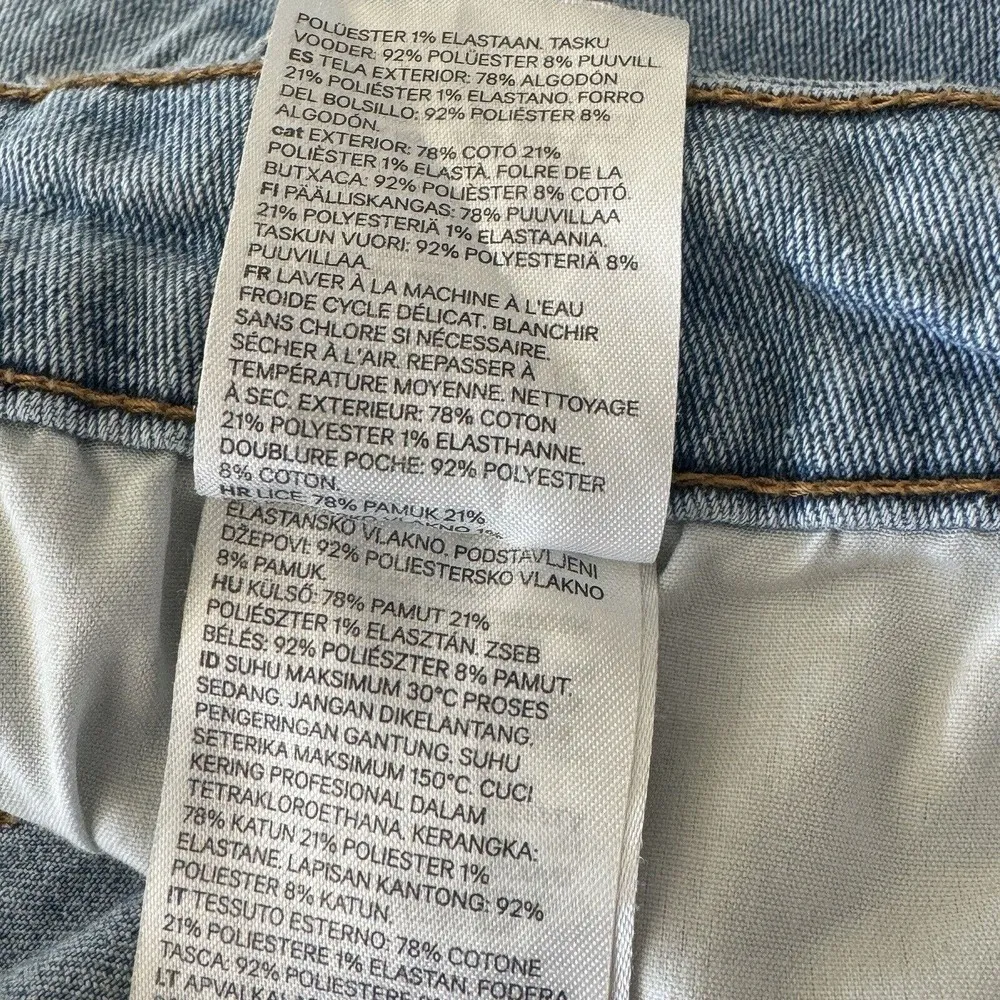 POLÜESTER 1% ELASTAAN. TASKU
VOODER: 92% POLÜESTER 8% PUUVILL
ES TELA EXTERIOR: 78% ALGODÓN
21% POLIÉSTER 1% ELASTANO. FORRO
DEL BOLSILLO: 92% POLIÉSTER 8%
ALGODÓN.
cat EXTERIOR: 78% COTÓ 21%
POLIÈSTER 1% ELASTÀ. FOLRE DE LA
BUTXACA: 92% POLIÈSTER 8% COTÓ.
FI PÄÄLLISKANGAS: 78% PUUVILLAA
21% POLYESTERIÄ 1% ELASTAANIA.
TASKUN VUORI: 92% POLYESTERIÄ 8%
PUUVILLAA
FR LAVER À LA MACHINE À L'EAU
FROIDE CYCLE DÉLICAT. BLANCHIR
SANS CHLORE SI NÉCESSAIRE.
SÉCHER À L'AIR. REPASSER À
TEMPÉRATURE MOYENNE. NETTOYAGE
À SEC. EXTERIEUR: 78% COTON
21% POLYESTER 1% ELASTHANNE.
DOUBLURE POCHE: 92% POLYESTER
8% COTON.
HR LICE: 78% PAMUK 21%
VLAKNO 1%
ELASTANSKO VLAKNO. PODSTAVLJENI
DŽEPOVI: 92% POLIESTERSKO VLAKNO
8% PAMUK.
HU KÜLSŐ: 78% PAMUT 21%
POLIÉSZTER 1% ELASZTÁN. ZSEB
BÉLÉS: 92% POLIÉSZTER 8% PAMUT.
ID SUHU MAKSIMUM 30°C PROSES
SEDANG. JANGAN DIKELANTANG.
PENGERINGAN GANTUNG. SUHU
SETERIKA MAKSIMUM 150°C. CUCI
KERING PROFESIONAL DALAM
TETRAKLOROETHANA. KERANGKA:
78% KATUN 21% POLIESTER 1%
ELASTANE. LAPISAN KANTONG: 92%
POLIESTER 8% KATUN.
IT TESSUTO ESTERNO: 78% COTONE
21% POLIESTERE 1% ELASTAN. FODERA
TASCA: 92% POLIESTERE
LT APVALKAL